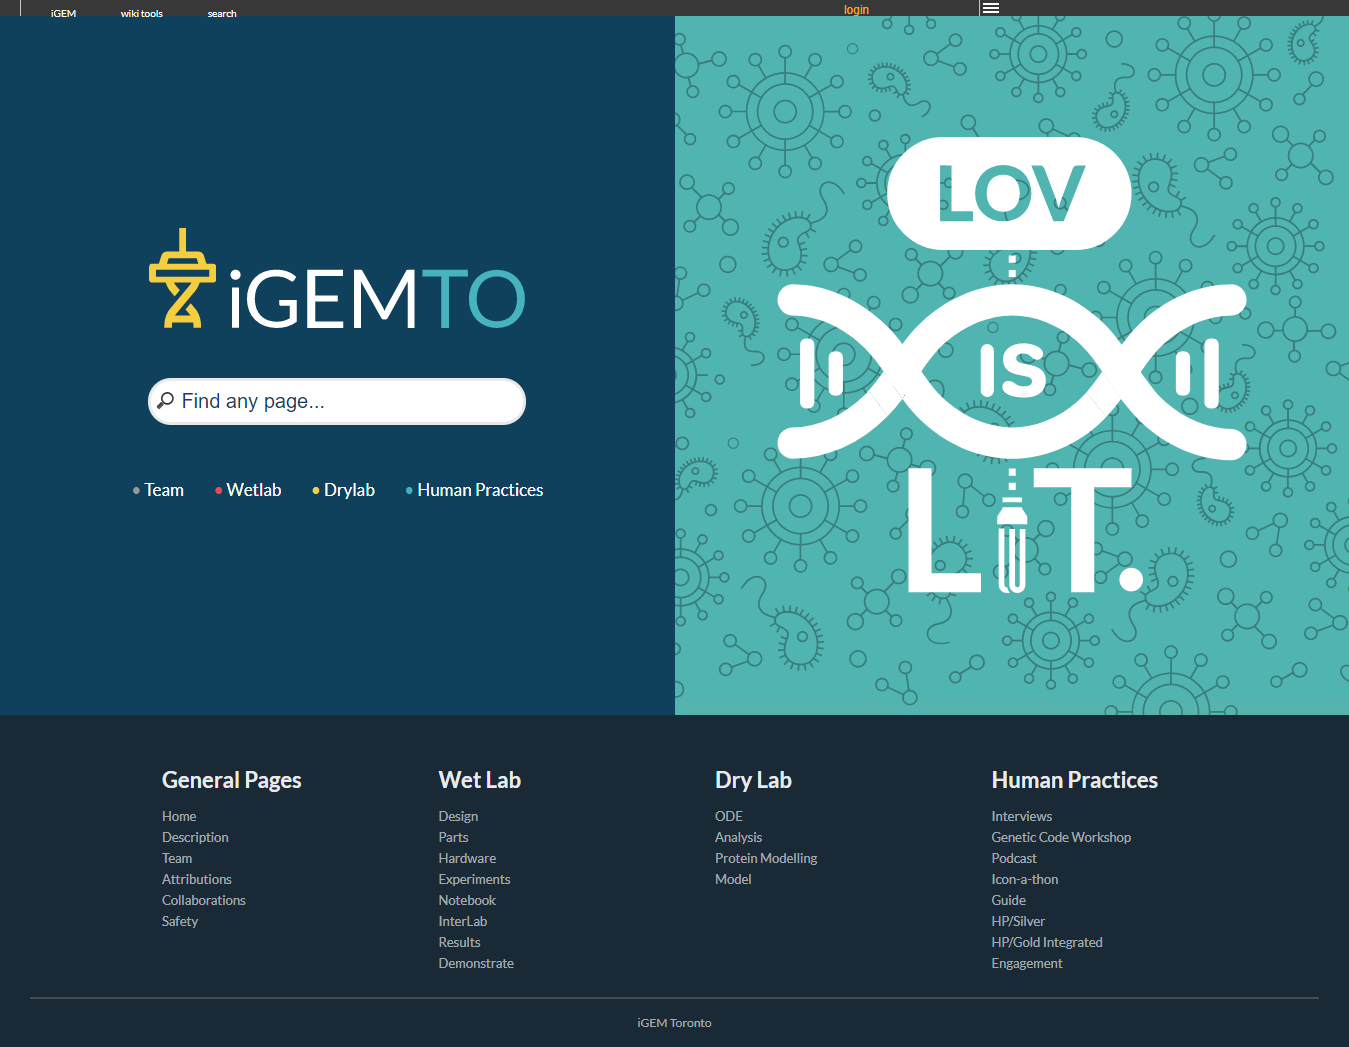 iGEM wiki tools search login
iGEMTO
Find any page...
Team Wetlab Drylab Human Practices
LOV
IS
LIT.
General Pages
Home
Description
Team
Attributions
Collaborations
Safety
Wet Lab
Design
Parts
Hardware
Experiments
Notebook
InterLab
Results
Demonstrate
Dry Lab
ODE
Analysis
Protein Modelling
Model
Human Practices
Interviews
Genetic Code Workshop
Podcast
Icon-a-thon
Guide
HP/Silver
HP/Gold Integrated
Engagement
iGEM Toronto